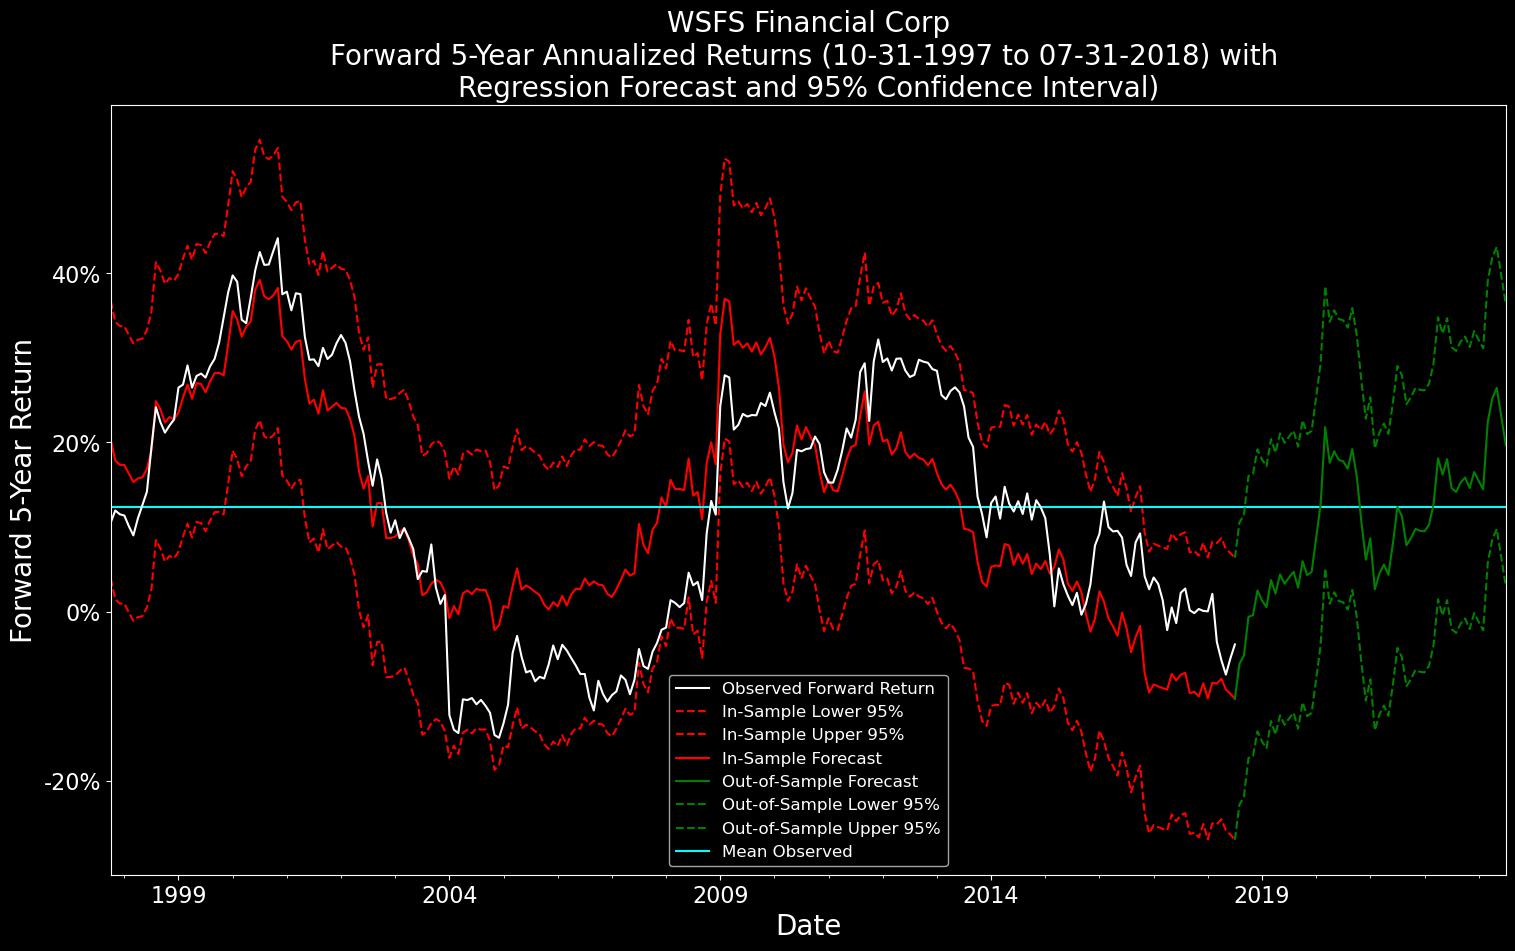 WSFS Financial Corp
Forward 5-Year Annualized Returns (10-31-1997 to 07-31-2018) with
Regression Forecast and 95% Confidence Interval)
Forward 5-Year Return
40%
20%
0%
-20%
Observed Forward Return
In-Sample Lower 95%
In-Sample Upper 95%
In-Sample Forecast
Out-of-Sample Forecast
Out-of-Sample Lower 95%
Out-of-Sample Upper 95%
Mean Observed
1999 2004 2009 2014 2019
Date